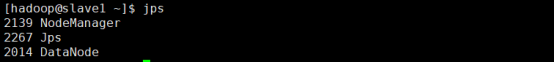 [hadoop@slave1 ~]$ jps
2139 NodeManager
2267 Jps
2014 DataNode